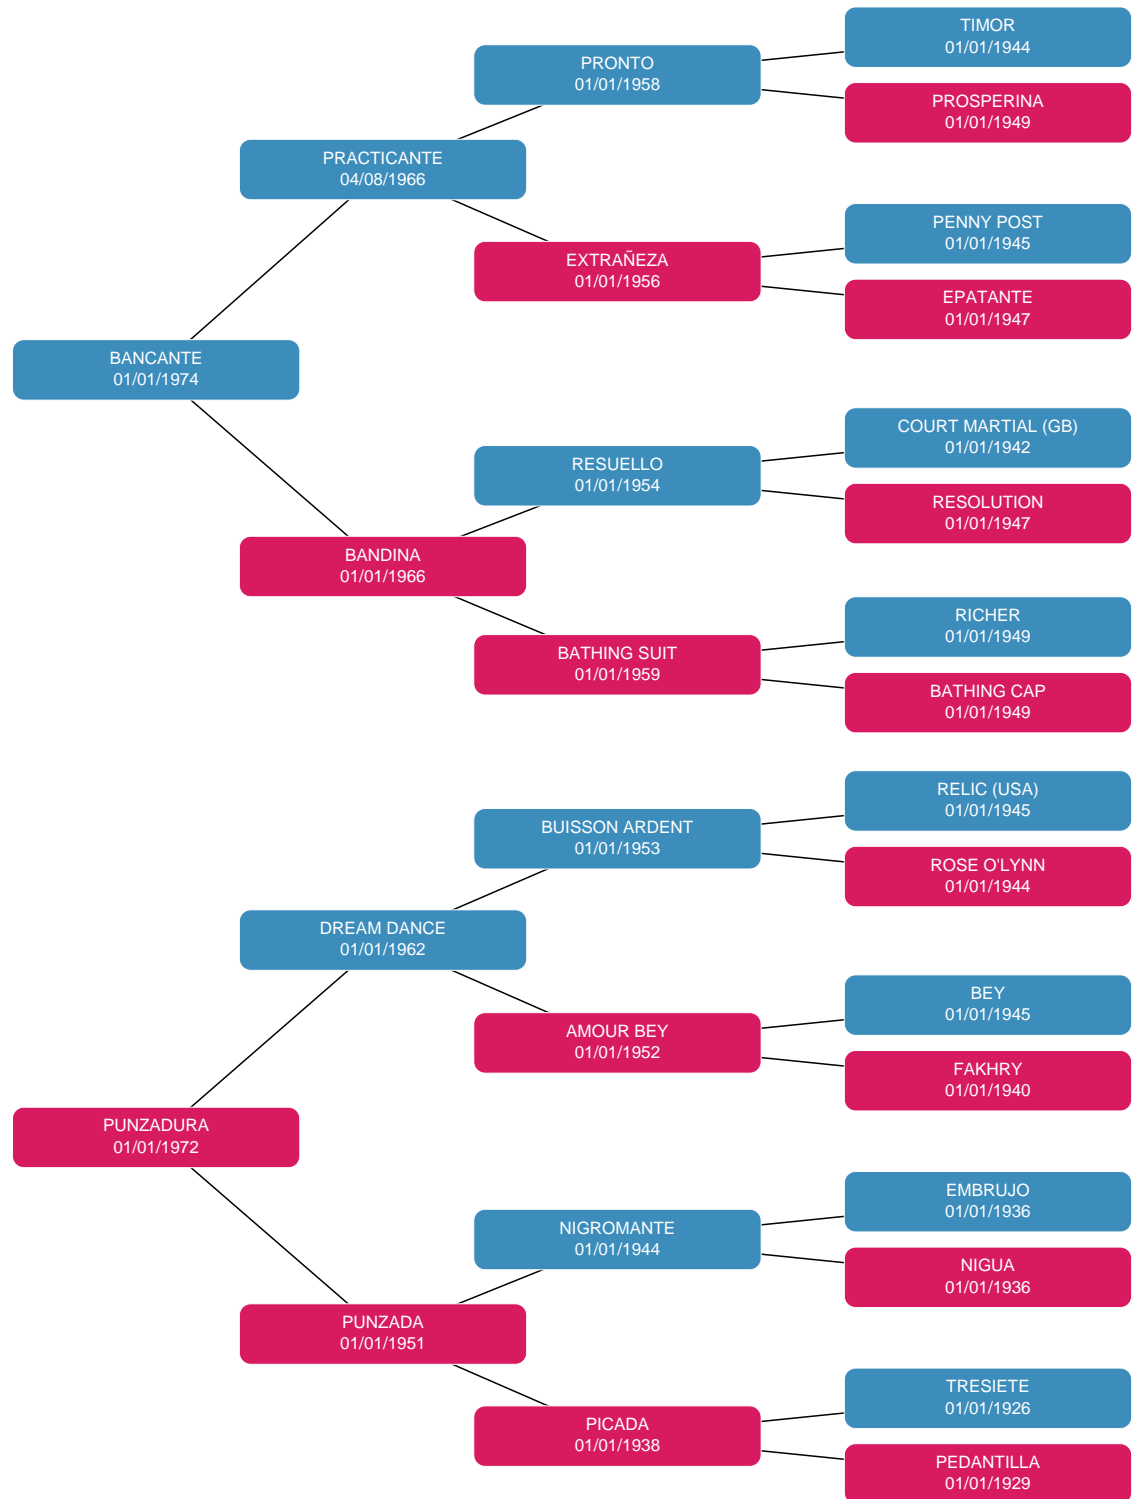 TIMOR
01/01/1944
PRONTO
01/01/1958
PROSPERINA
01/01/1949
PRACTICANTE
04/08/1966
PENNY POST
01/01/1945
EXTRAÑEZA
01/01/1956
EPATANTE
01/01/1947
BANCANTE
01/01/1974
COURT MARTIAL (GB)
01/01/1942
RESUELLO
01/01/1954
RESOLUTION
01/01/1947
BANDINA
01/01/1966
RICHER
01/01/1949
BATHING SUIT
01/01/1959
BATHING CAP
01/01/1949
RELIC (USA)
01/01/1945
BUISSON ARDENT
01/01/1953
ROSE O'LYNN
01/01/1944
DREAM DANCE
01/01/1962
BEY
01/01/1945
AMOUR BEY
01/01/1952
FAKHRY
01/01/1940
PUNZADURA
01/01/1972
EMBRUJO
01/01/1936
NIGROMANTE
01/01/1944
NIGUA
01/01/1936
PUNZADA
01/01/1951
TRESIETE
01/01/1926
PICADA
01/01/1938
PEDANTILLA
01/01/1929